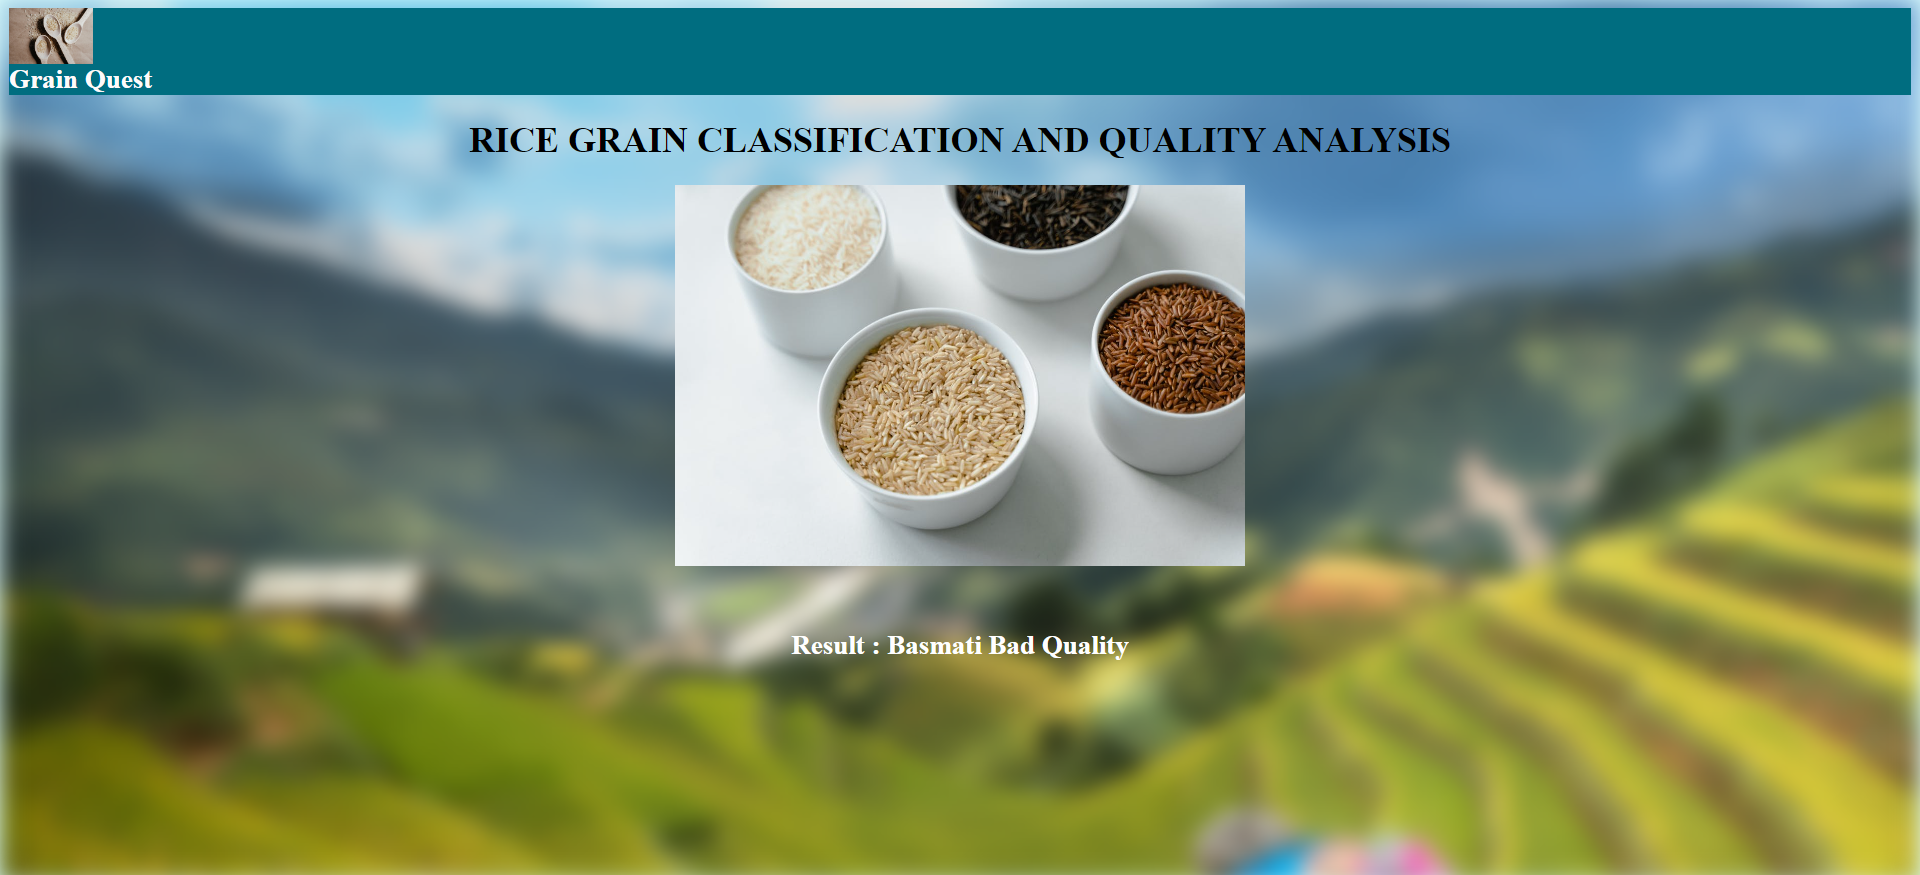 Grain Quest
RICE GRAIN CLASSIFICATION AND QUALITY ANALYSIS
Result : Basmati Bad Quality